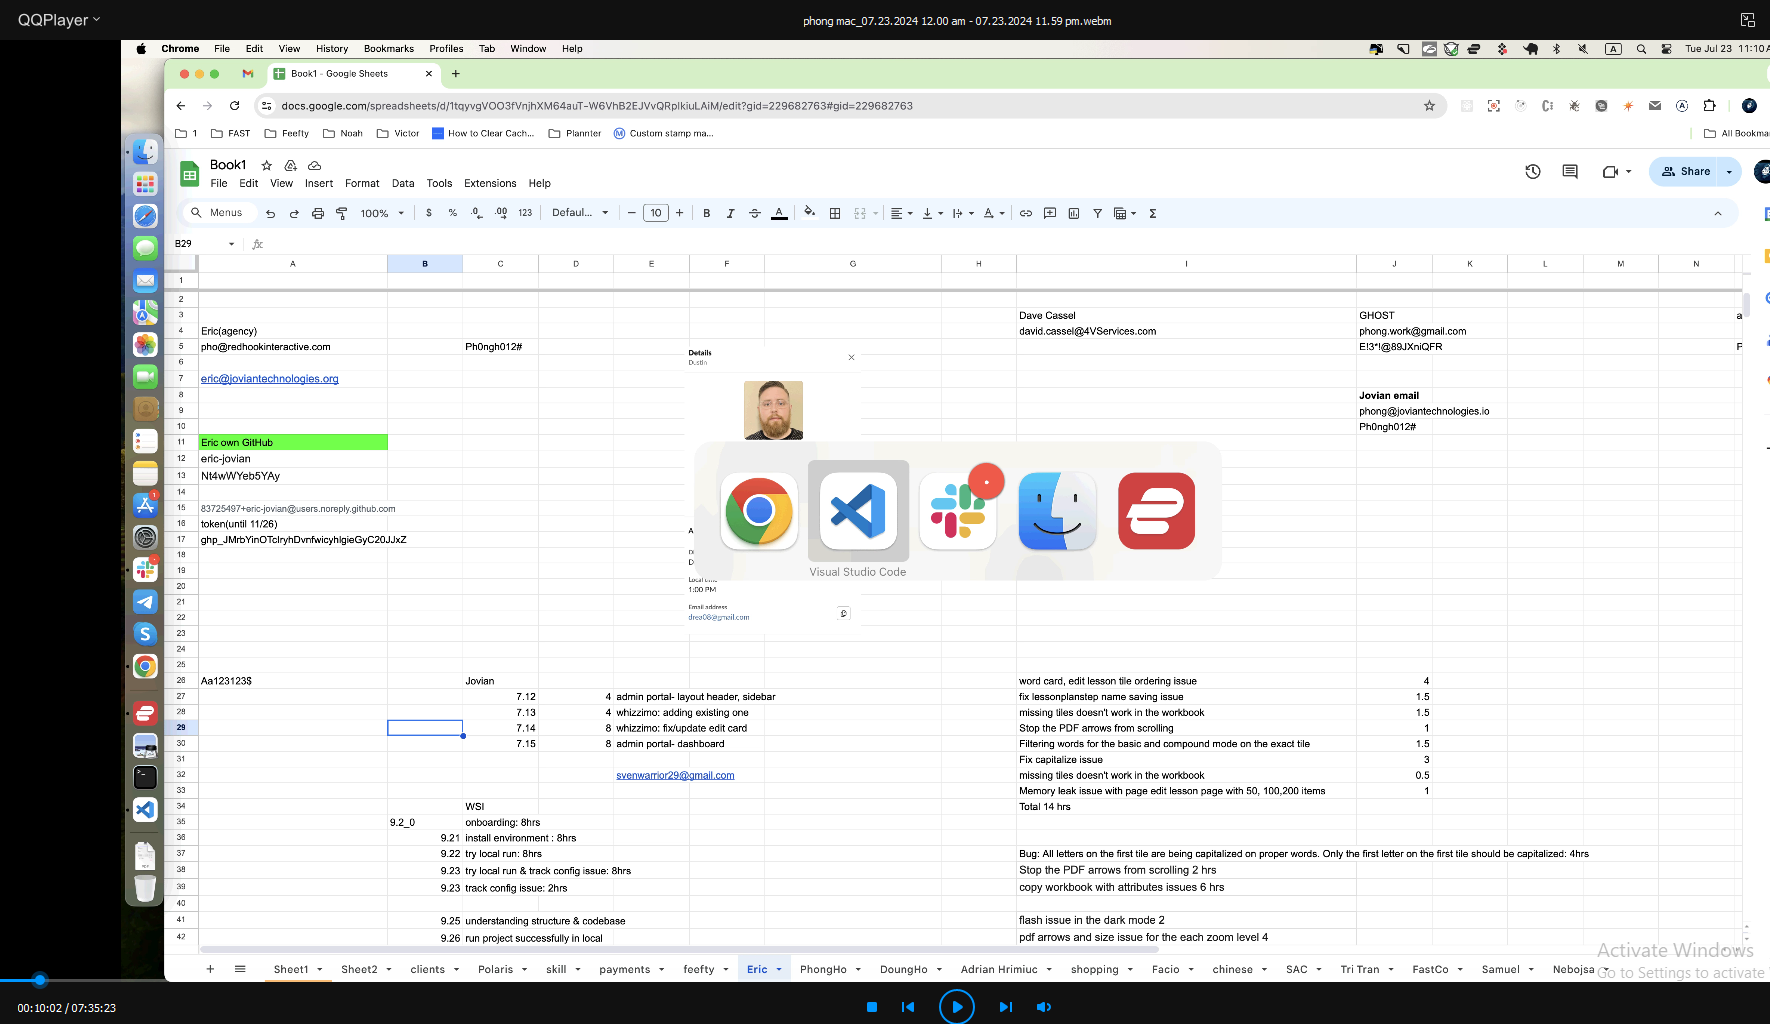 QQPlayer
phong mac_07.23.2024 12.00 am - 07.23.2024 11.59 pm.webm
Chrome File Edit View History Bookmarks Profiles Tab Window Help
A
Tue Jul 23 11:10A
Book1 - Google Sheets
docs.google.com/spreadsheets/d/1tqyvgVOO3fVnjhXM64auT-W6VhB2EJVvQRplkiuLAiM/edit?gid=229682763#gid=229682763
1 FAST Feefty Noah Victor How to Clear Cach... Plannter Custom stamp ma... All Bookma
Book1
File Edit View Insert Format Data Tools Extensions Help
Share
Menus 100% $ % .0 .00 123 Defaul... 10 B I A
B29 fx
A B C D E F G H I J K L M N
1
2
3 Dave Cassel GHOST a
4 Eric(agency) david.cassel@4VServices.com phong.work@gmail.com
5 pho@redhookinteractive.com Ph0ngh012# E!3*!@89JXniQFR
6
7 eric@joviantechnologies.org
8 Jovian email
9 phong@joviantechnologies.io
10 Ph0ngh012#
11 Eric own GitHub
12 eric-jovian
13 Nt4wWYeb5YAy
14
15 83725497+eric-jovian@users.noreply.github.com
16 token(until 11/26)
17 ghp_JMrbYinOTclryhDvnfwicyhIgieGyC20JJxZ
18
19
20
21
22
23
24
25
Details
Dustin
Visual Studio Code
1:00 PM
Email address
drea08@gmail.com
26 Aa123123$ Jovian word card, edit lesson tile ordering issue 4
27 7.12 4 admin portal- layout header, sidebar fix lessonplanstep name saving issue 1.5
28 7.13 4 whizzimo: adding existing one missing tiles doesn't work in the workbook 1.5
29 7.14 8 whizzimo: fix/update edit card Stop the PDF arrows from scrolling 1
30 7.15 8 admin portal- dashboard Filtering words for the basic and compound mode on the exact tile 1.5
31 Fix capitalize issue 3
32 svenwarrior29@gmail.com missing tiles doesn't work in the workbook 0.5
33 Memory leak issue with page edit lesson page with 50, 100,200 items 1
34 WSI Total 14 hrs
35 9.2_0 onboarding: 8hrs
36 9.21 install environment : 8hrs
37 9.22 try local run: 8hrs Bug: All letters on the first tile are being capitalized on proper words. Only the first letter on the first tile should be capitalized: 4hrs
38 9.23 try local run & track config issue: 8hrs Stop the PDF arrows from scrolling 2 hrs
39 9.23 track config issue: 2hrs copy workbook with attributes issues 6 hrs
40
41 9.25 understanding structure & codebase flash issue in the dark mode 2
42 9.26 run project successfully in local pdf arrows and size issue for the each zoom level 4
Sheet1 Sheet2 clients Polaris skill payments feefty Eric PhongHo DoungHo Adrian Hrimiuc shopping Facio chinese SAC Tri Tran FastCo Samuel Nebojsa
Activate Windows
Go to Settings to activate
00:10:02 / 07:35:23